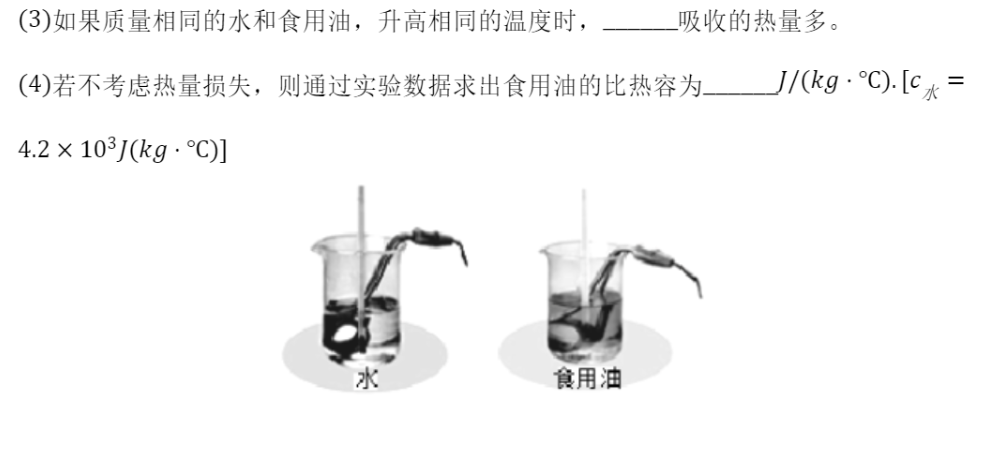 (3)如果质量相同的水和食用油，升高相同的温度时，______吸收的热量多。
(4)若不考虑热量损失，则通过实验数据求出食用油的比热容为______J/(kg·℃).[c水=
4.2×10³J(kg·℃)]
水 食用油